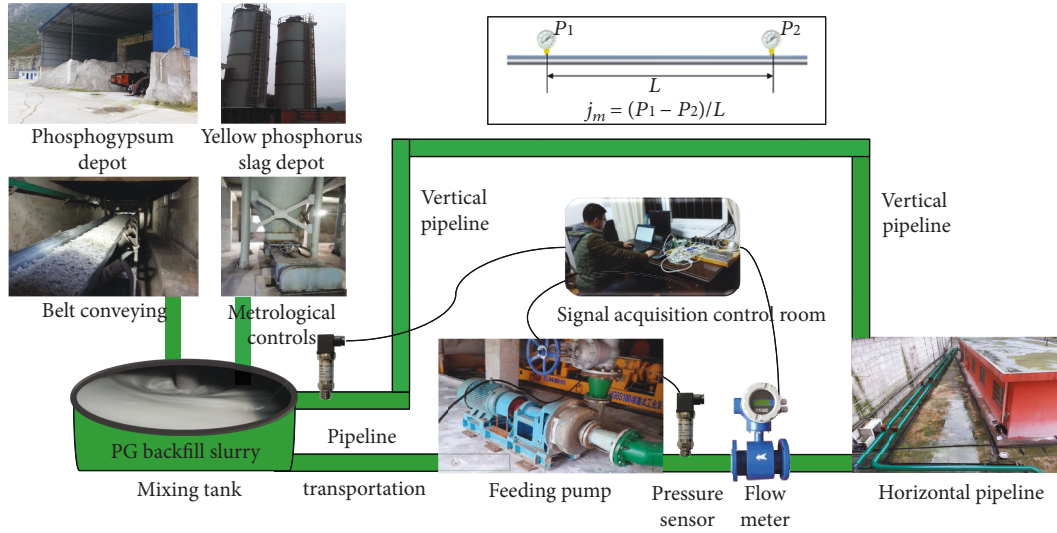 P1
P2
L
jm = (P1 – P2)/L
Phosphogypsum
depot
Yellow phosphorus
slag depot
Vertical
pipeline
Vertical
pipeline
Belt conveying
Metrological
controls
Signal acquisition control room
PG backfill slurry
Pipeline
Mixing tank
transportation
Feeding pump
Pressure
sensor
Flow
meter
Horizontal pipeline